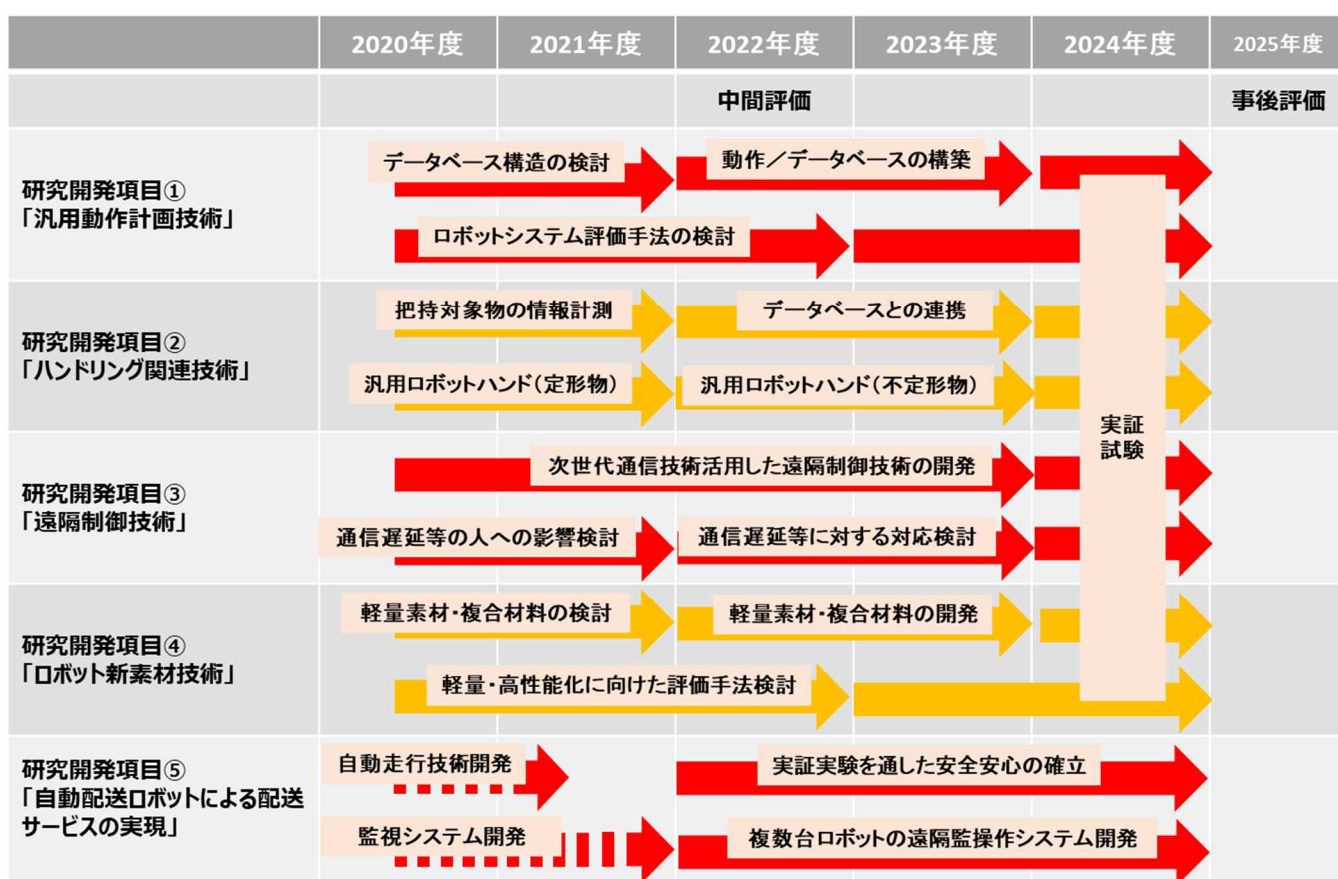 2020年度 2021年度 2022年度 2023年度 2024年度 2025年度
中間評価 事後評価
研究開発項目①
「汎用動作計画技術」
データベース構造の検討
動作／データベースの構築
ロボットシステム評価手法の検討
研究開発項目②
「ハンドリング関連技術」
把持対象物の情報計測
データベースとの連携
汎用ロボットハンド（定形物）
汎用ロボットハンド（不定形物）
実証
試験
研究開発項目③
「遠隔制御技術」
次世代通信技術活用した遠隔制御技術の開発
通信遅延等の人への影響検討
通信遅延等に対する対応検討
研究開発項目④
「ロボット新素材技術」
軽量素材・複合材料の検討
軽量素材・複合材料の開発
軽量・高性能化に向けた評価手法検討
研究開発項目⑤
「自動配送ロボットによる配送
サービスの実現」
自動走行技術開発
実証実験を通した安全安心の確立
監視システム開発
複数台ロボットの遠隔監操作システム開発